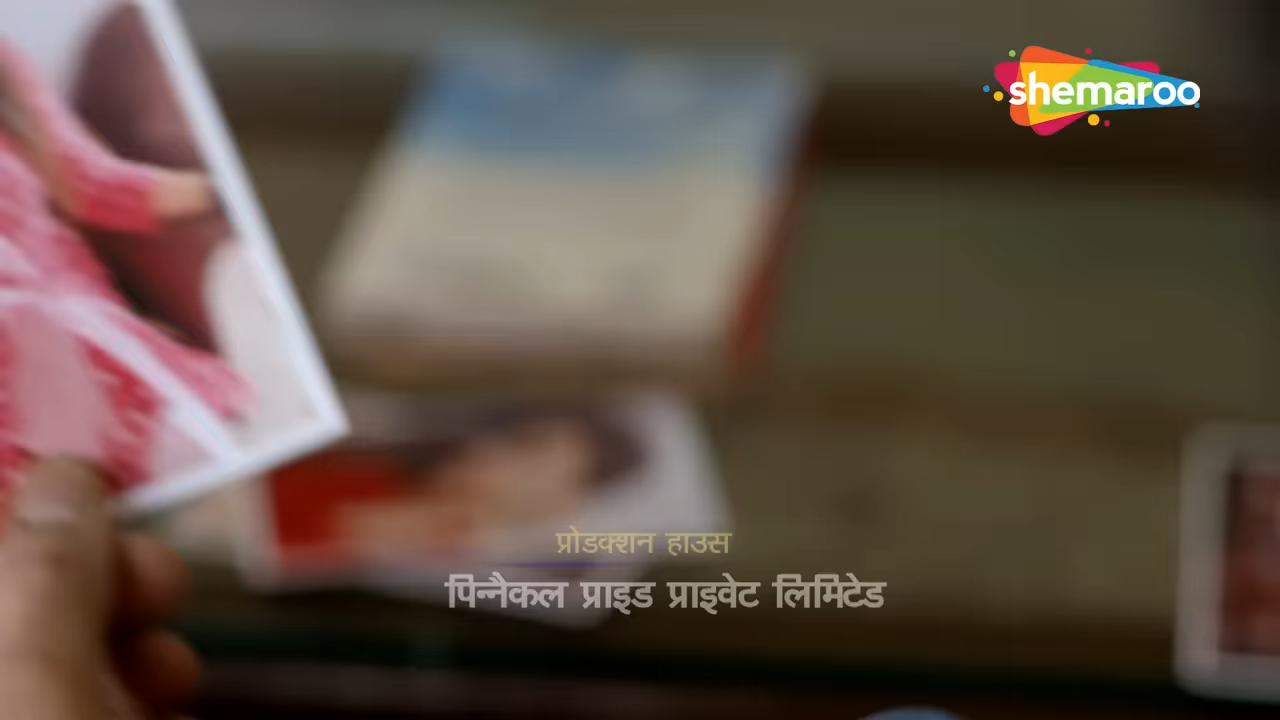 shemaroo
प्रोडक्शन हाउस
पिन्नैकल प्राइड प्राइवेट लिमिटेड